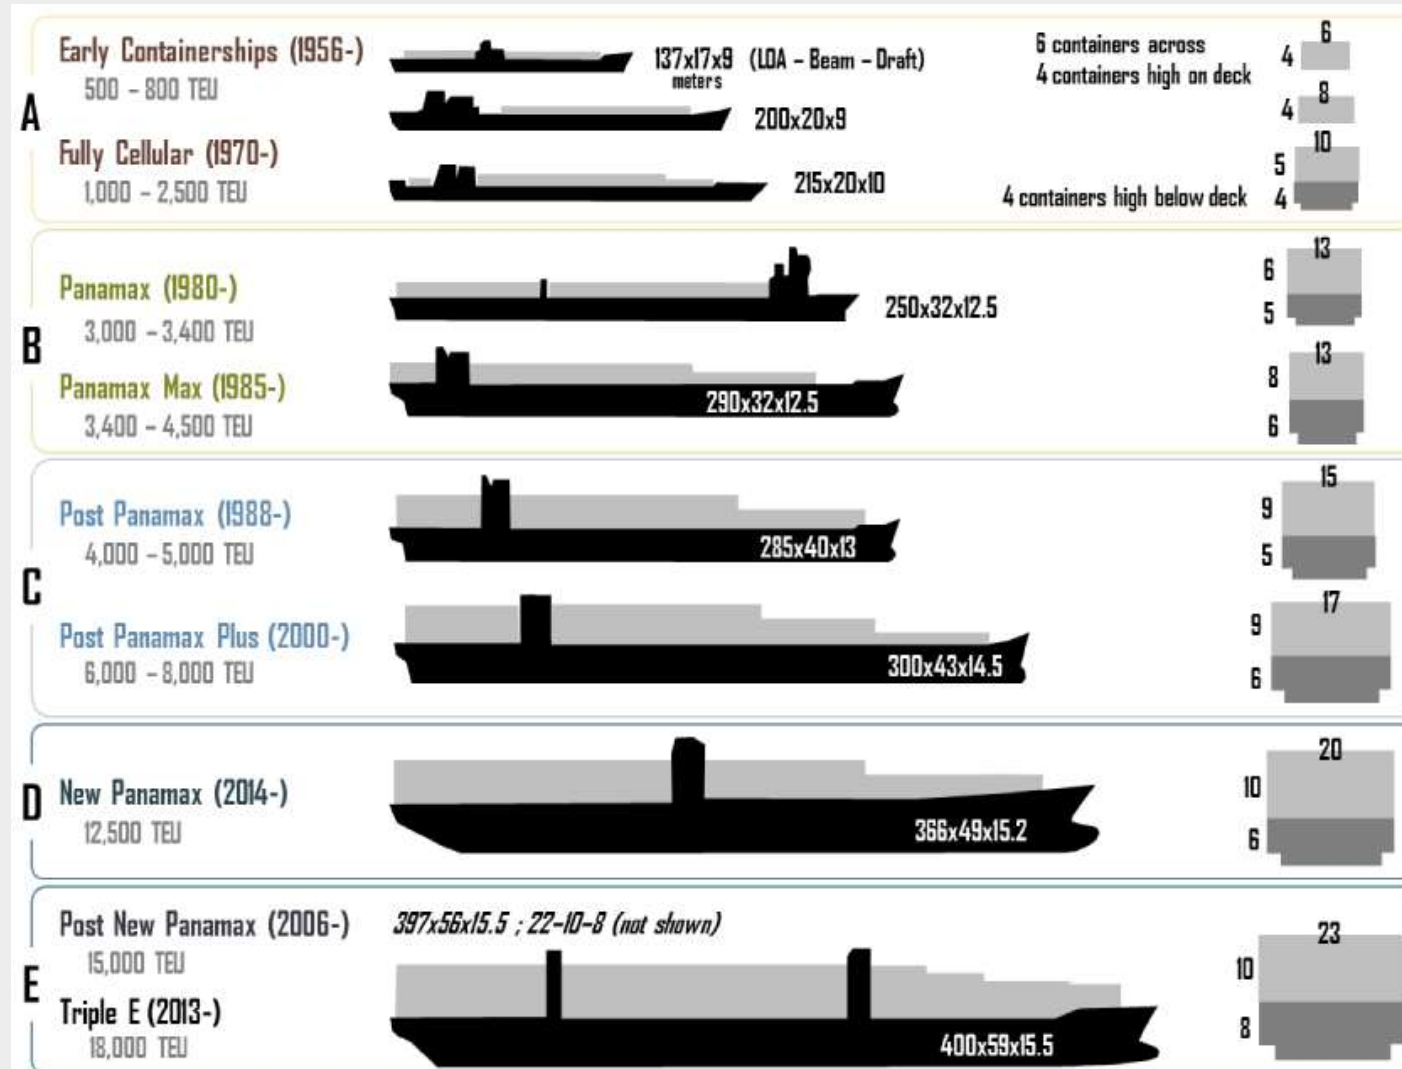 A
Early Containerships (1956-)
500 – 800 TEU
137x17x9 (LOA – Beam – Draft)
meters
6 containers across
4 containers high on deck
6
4
200x20x9
8
4
Fully Cellular (1970-)
1,000 – 2,500 TEU
215x20x10
4 containers high below deck
10
5
4
B
Panamax (1980-)
3,000 – 3,400 TEU
250x32x12.5
13
6
5
Panamax Max (1985-)
3,400 – 4,500 TEU
290x32x12.5
13
8
6
C
Post Panamax (1988-)
4,000 – 5,000 TEU
285x40x13
15
9
5
Post Panamax Plus (2000-)
6,000 – 8,000 TEU
300x43x14.5
17
9
6
D
New Panamax (2014-)
12,500 TEU
366x49x15.2
20
10
6
E
Post New Panamax (2006-)
15,000 TEU
397x56x15.5 ; 22-10-8 (not shown)
Triple E (2013-)
18,000 TEU
400x59x15.5
23
10
8